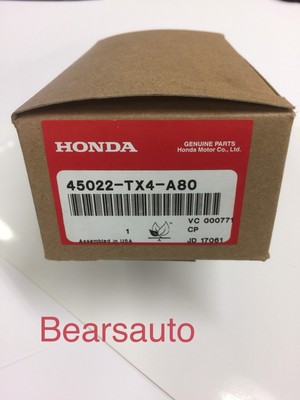 HONDA
GENUINE PARTS
Honda Motor Co., Ltd.
45022-TX4-A80
VC 000771
1
CP
Assembled in USA
JD 17061
Bearsauto